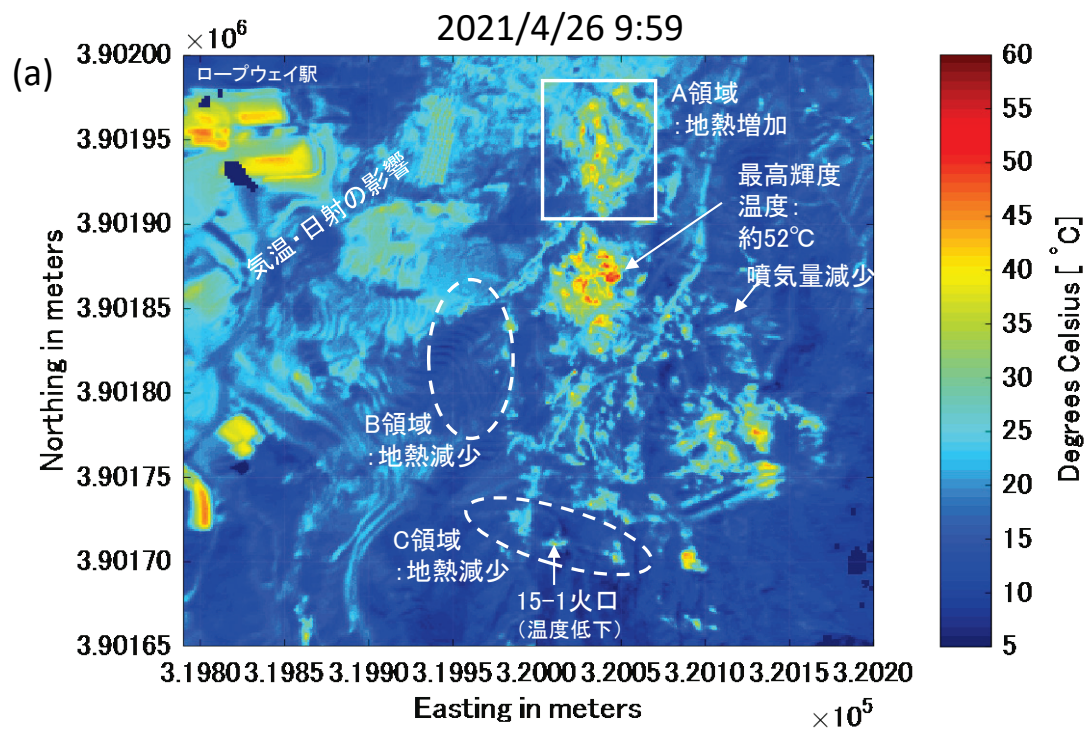 2021/4/26 9:59
(a)
×10⁶
3.90200
3.90195
3.90190
3.90185
3.90180
3.90175
3.90170
3.90165
Northing in meters
ロープウェイ駅
気温・日射の影響
A領域
:地熱増加
最高輝度
温度:
約52℃
噴気量減少
B領域
:地熱減少
C領域
:地熱減少
15-1火口
(温度低下)
3.1980 3.1985 3.1990 3.1995 3.2000 3.2005 3.2010 3.2015 3.2020
Easting in meters
×10⁵
60
55
50
45
40
35
30
25
20
15
10
5
Degrees Celsius [ °C]